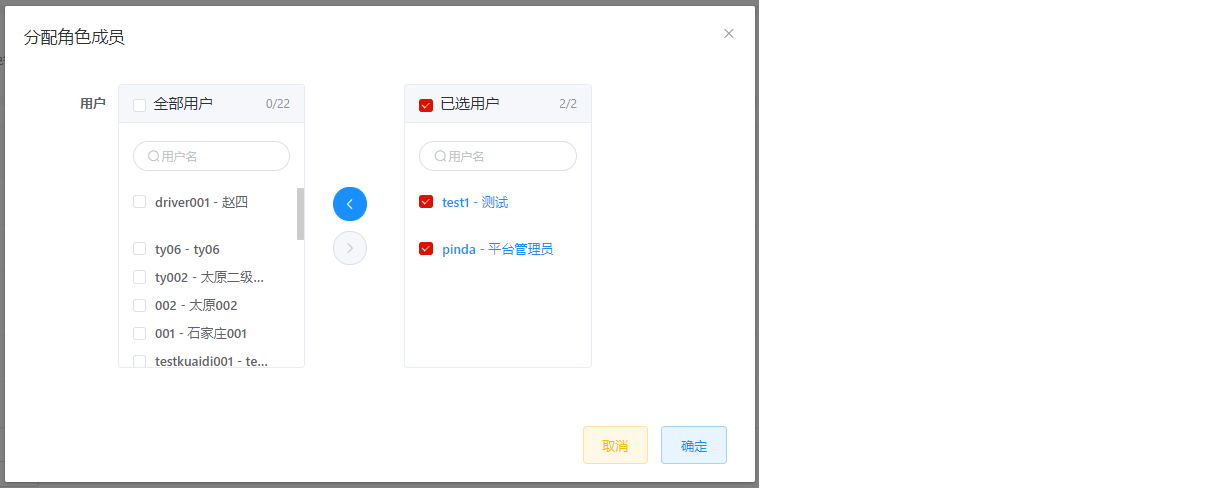 分配角色成员
用户
全部用户 0/22
用户名
driver001 - 赵四
ty06 - ty06
ty002 - 太原二级...
002 - 太原002
001 - 石家庄001
testkuaidi001 - te...
已选用户 2/2
用户名
test1 - 测试
pinda - 平台管理员
取消 确定